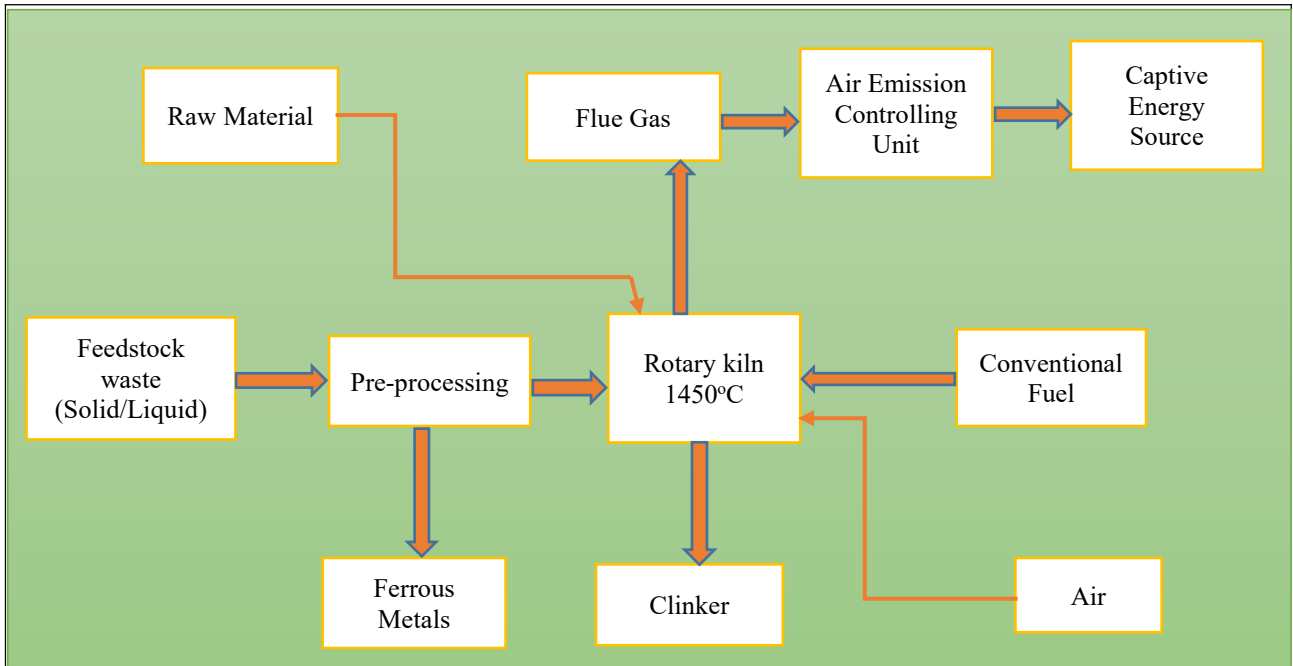 Raw Material
Flue Gas
Air Emission
Controlling
Unit
Captive
Energy
Source
Feedstock
waste
(Solid/Liquid)
Pre-processing
Rotary kiln
1450°C
Conventional
Fuel
Ferrous
Metals
Clinker
Air